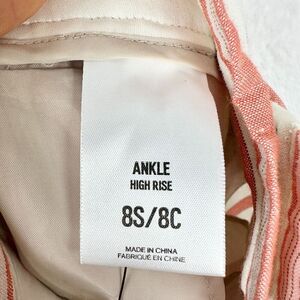 ANKLE
HIGH RISE
8S/8C
MADE IN CHINA
FABRIQUÉ EN CHINE